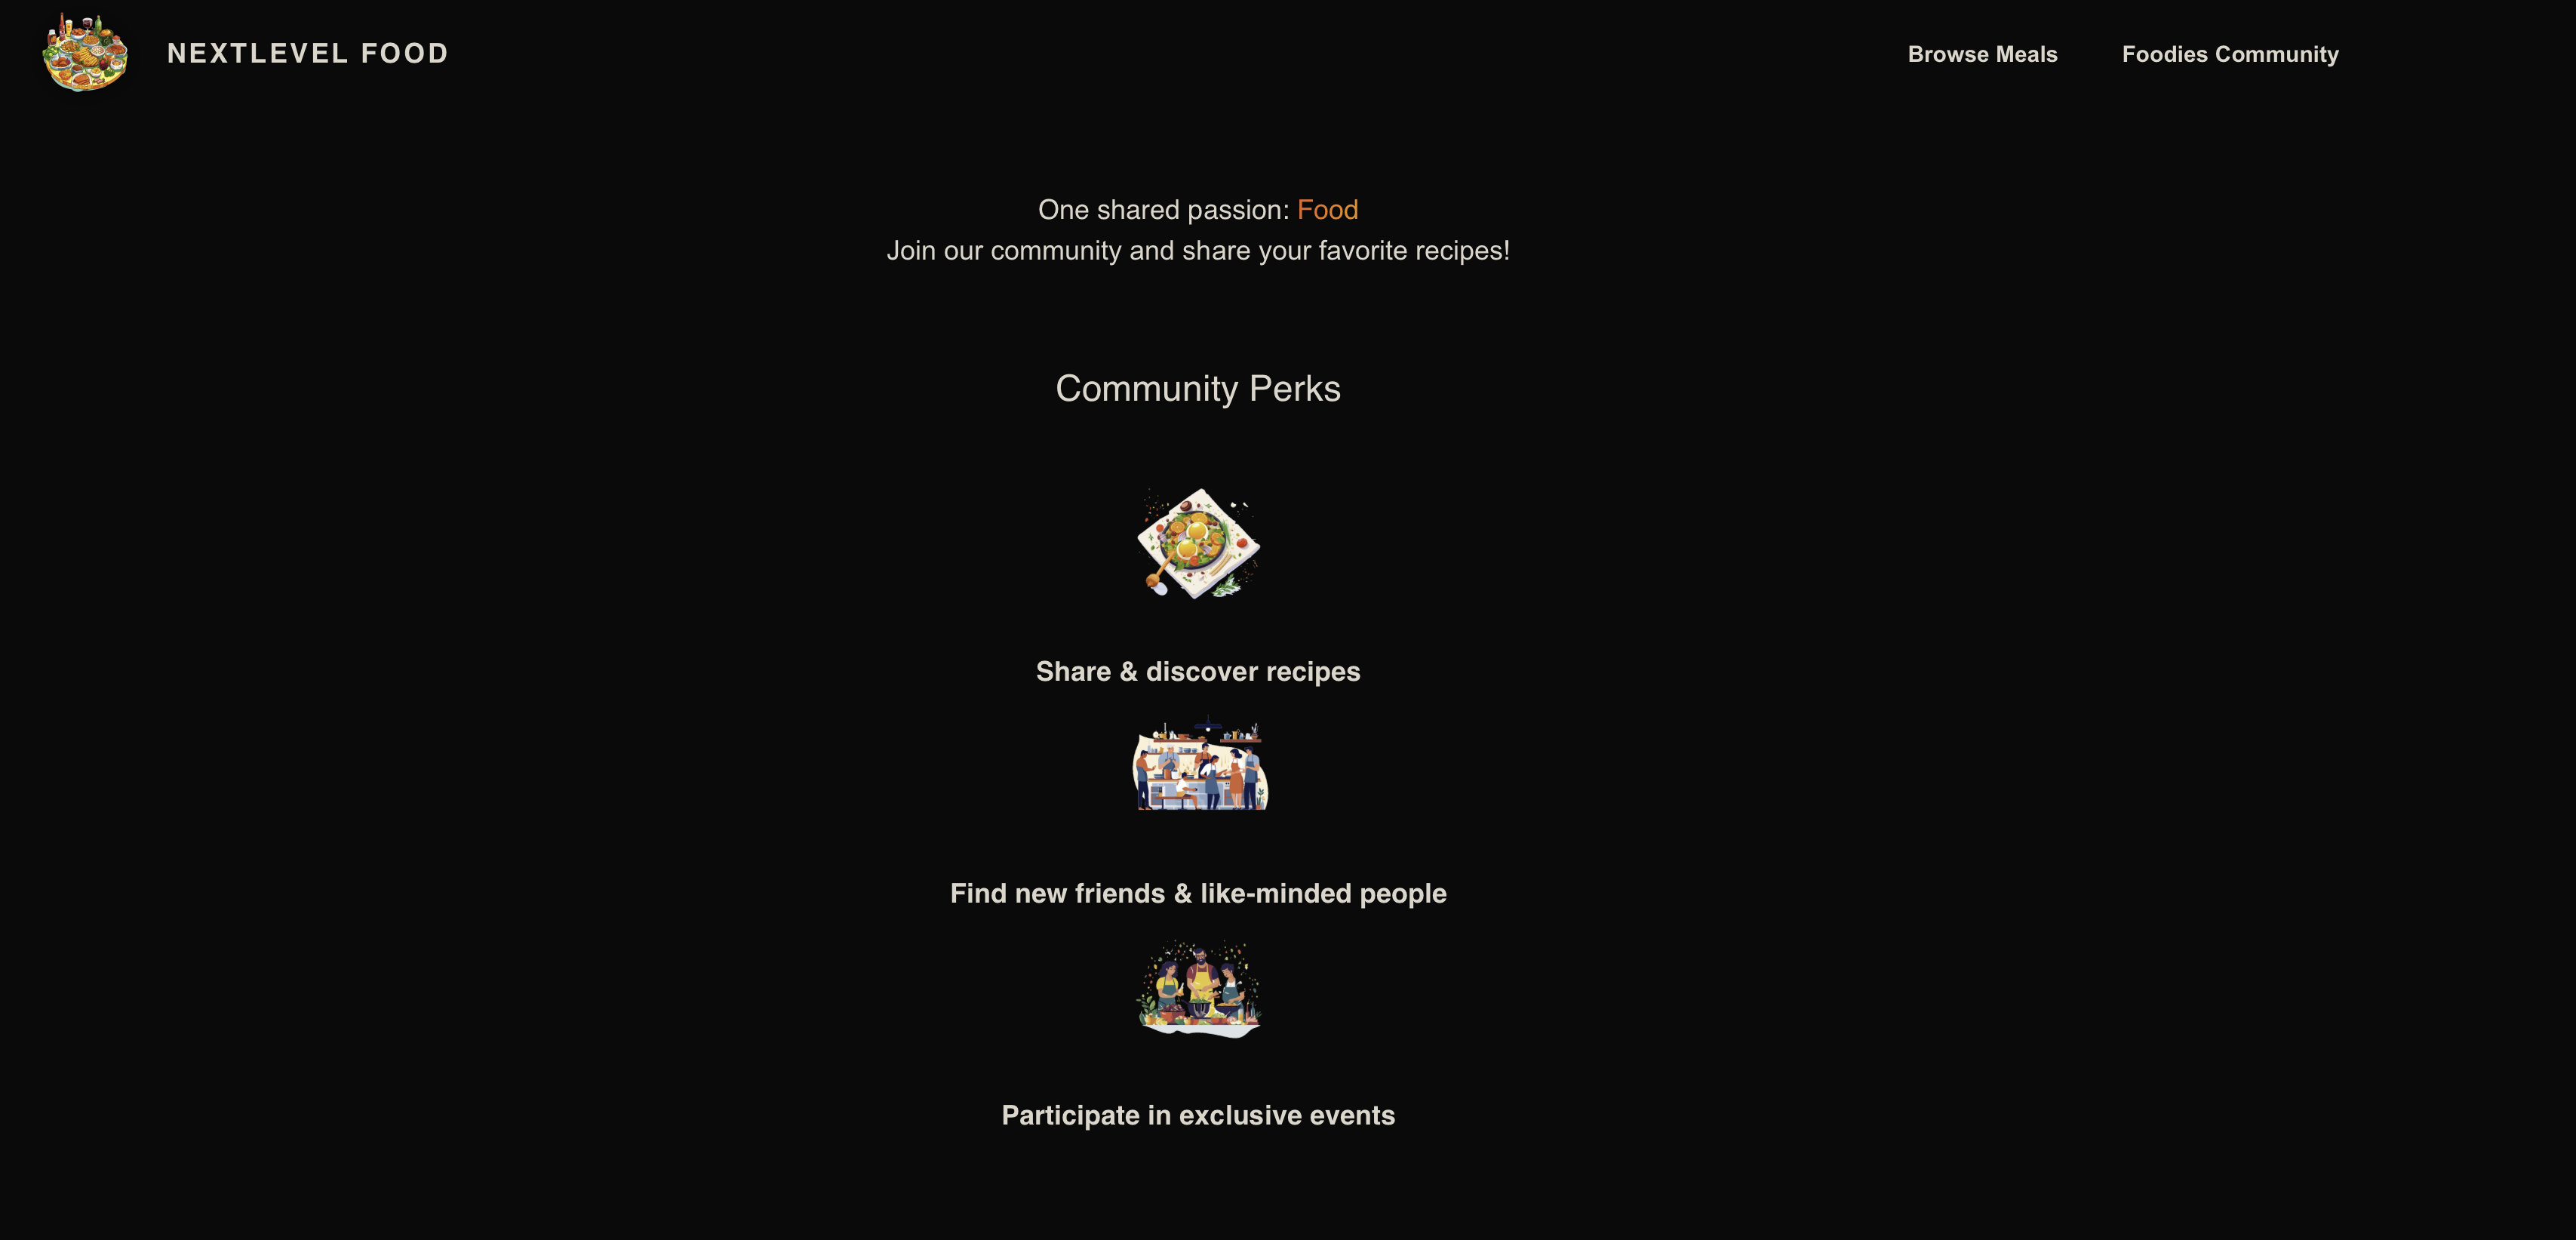 NEXTLEVEL FOOD
Browse Meals
Foodies Community
One shared passion: Food
Join our community and share your favorite recipes!
Community Perks
Share & discover recipes
Find new friends & like-minded people
Participate in exclusive events